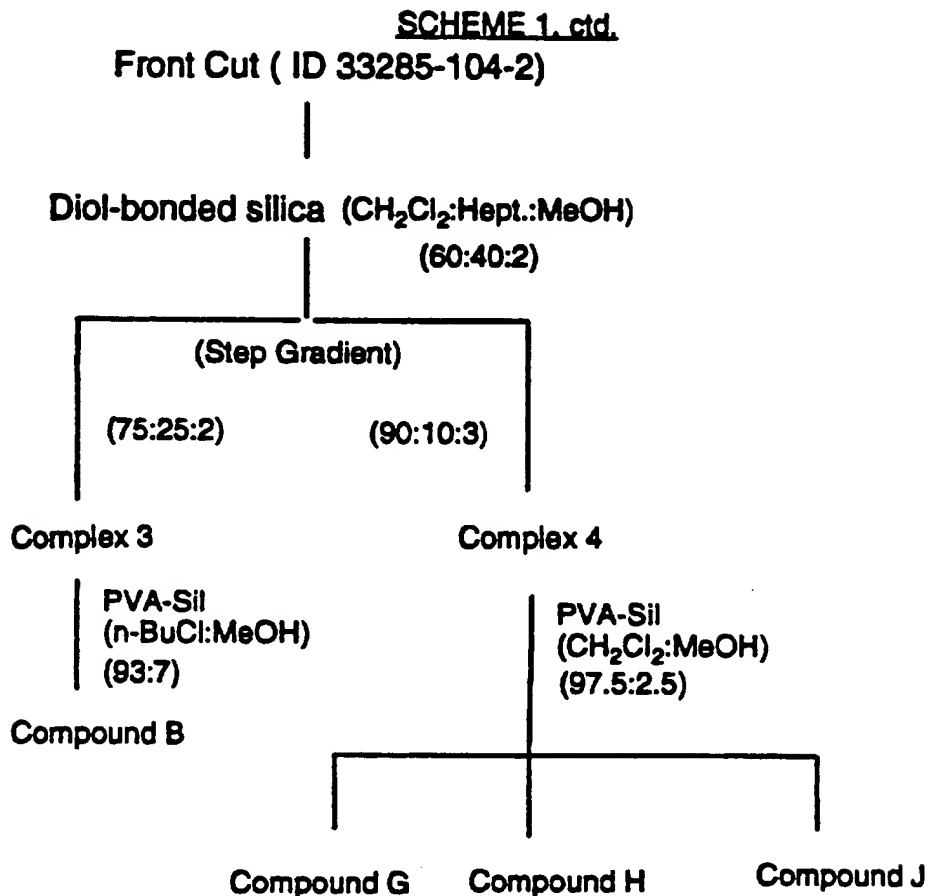 SCHEME 1. ctd.
Front Cut ( ID 33285-104-2)
Diol-bonded silica (CH₂Cl₂:Hept.:MeOH)
(60:40:2)
(Step Gradient)
(75:25:2) (90:10:3)
Complex 3 Complex 4
PVA-Sil
(n-BuCl:MeOH)
(93:7)
PVA-Sil
(CH₂Cl₂:MeOH)
(97.5:2.5)
Compound B
Compound G Compound H Compound J